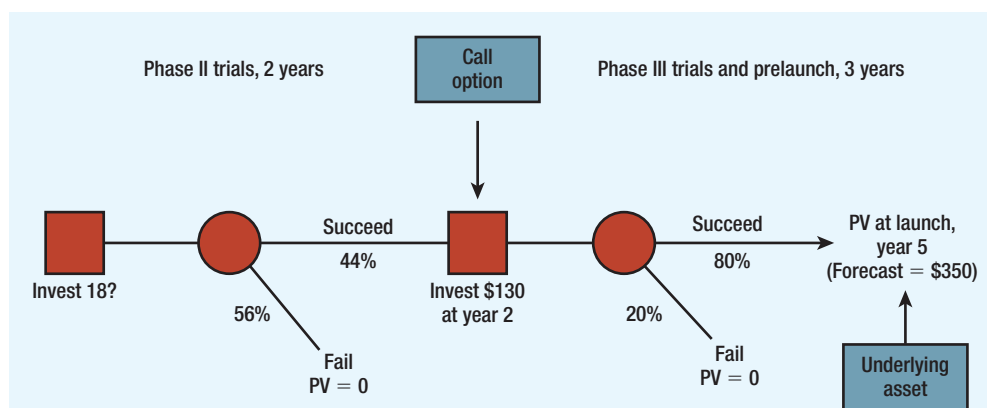 Phase II trials, 2 years
Call
option
Phase III trials and prelaunch, 3 years
Invest 18?
Succeed
44%
56%
Fail
PV = 0
Invest $130
at year 2
Succeed
80%
20%
Fail
PV = 0
PV at launch,
year 5
(Forecast = $350)
Underlying
asset